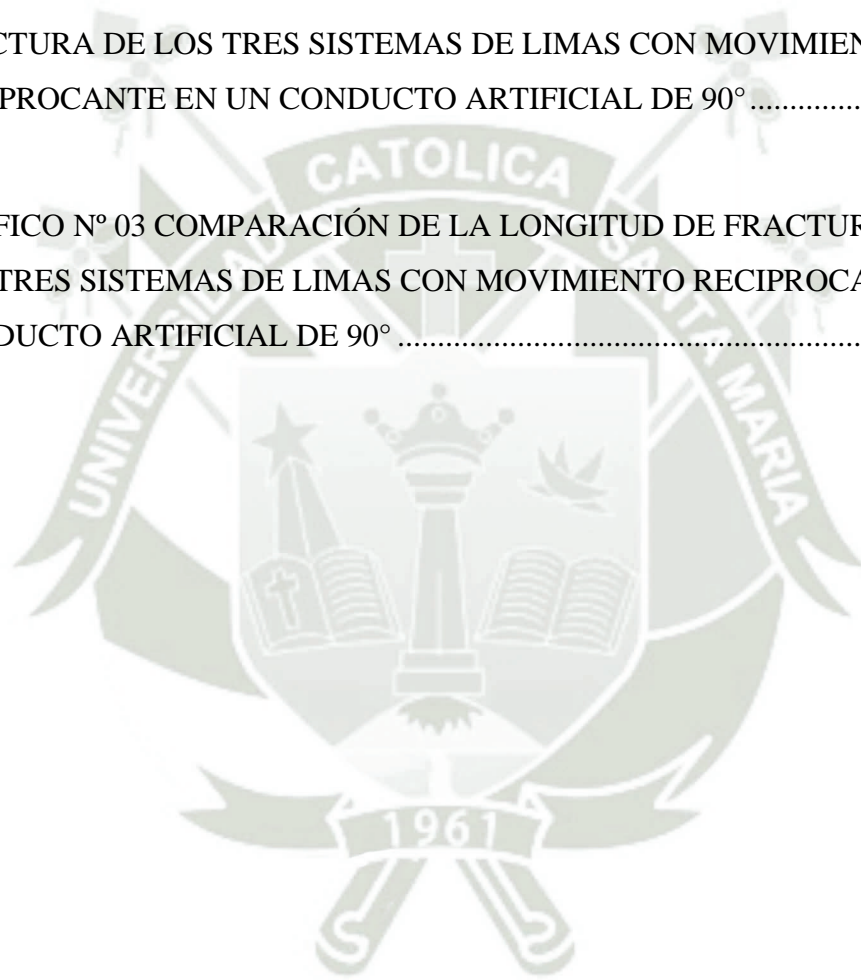 CTURA DE LOS TRES SISTEMAS DE LIMAS CON MOVIMIEN
PROCANTE EN UN CONDUCTO ARTIFICIAL DE 90° ..............
FICO Nº 03 COMPARACIÓN DE LA LONGITUD DE FRACTUR
TRES SISTEMAS DE LIMAS CON MOVIMIENTO RECIPROCA
DUCTO ARTIFICIAL DE 90° ..........................................................
UNIVERSIDAD CATOLICA SANTA MARIA
1961